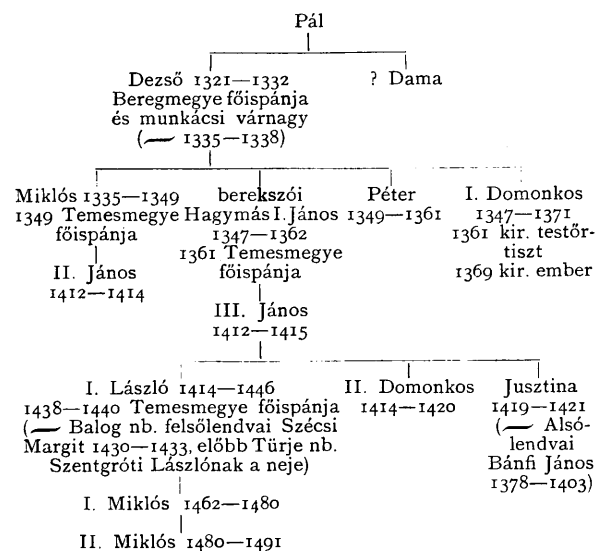 Pál
Dezső 1321—1332
Beregmegye főispánja
és munkácsi várnagy
(— 1335—1338)
? Dama
Miklós 1335—1349
1349 Temesmegye
főispánja
II. János
1412—1414
berekszói
Hagymás I. János
1347—1362
1361 Temesmegye
főispánja
III. János
1412—1415
Péter
1349—1361
I. Domonkos
1347—1371
1361 kir. testőr-
tiszt
1369 kir. ember
I. László 1414—1446
1438—1440 Temesmegye főispánja
(— Balog nb. felsőlendvai Szécsi
Margit 1430—1433, előbb Türje nb.
Szentgróti Lászlónak a neje)
I. Miklós 1462—1480
II. Miklós 1480—1491
II. Domonkos
1414—1420
Jusztina
1419—1421
(— Alsó-
lendvai
Bánfi János
1378—1403)